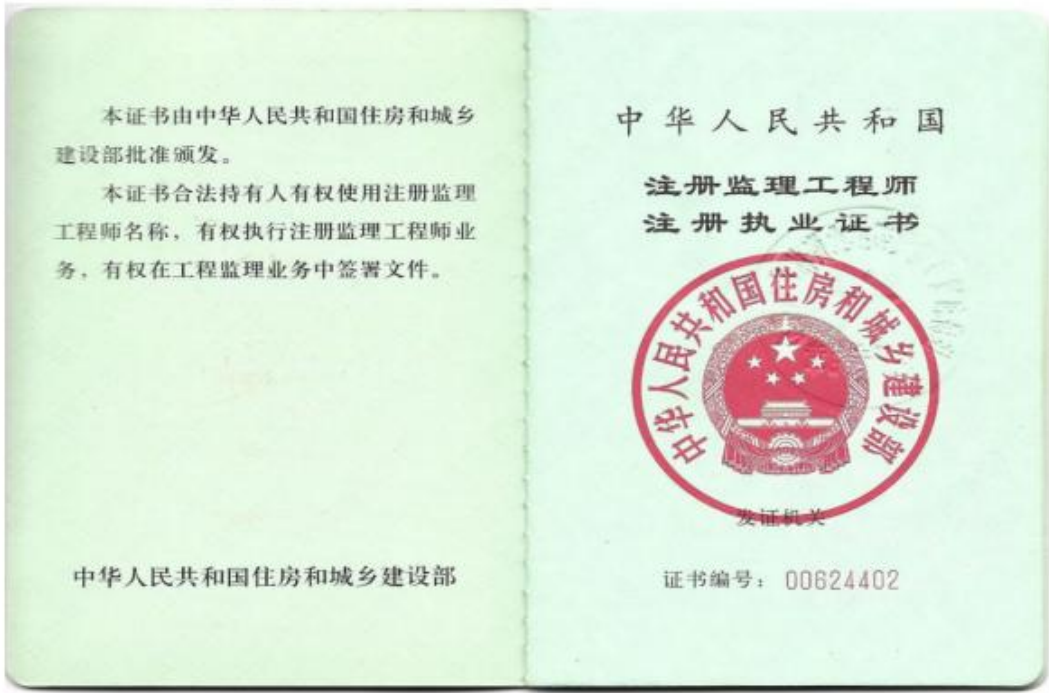 本证书由中华人民共和国住房和城乡
建设部批准颁发。
本证书合法持有人有权使用注册监理
工程师名称，有权执行注册监理工程师业
务，有权在工程监理业务中签署文件。
中华人民共和国住房和城乡建设部
中华人民共和国
注册监理工程师
注册执业证书
中华人民共和国住房和城乡建设部
发证机关
证书编号：00624402